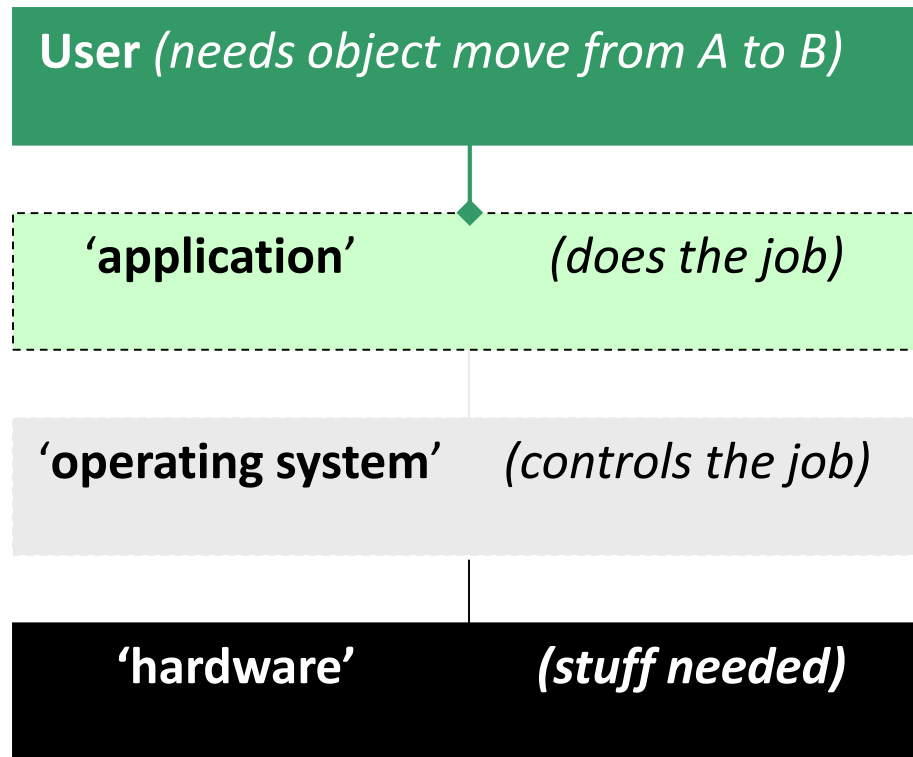 User (needs object move from A to B)
‘application’ (does the job)
‘operating system’ (controls the job)
‘hardware’ (stuff needed)